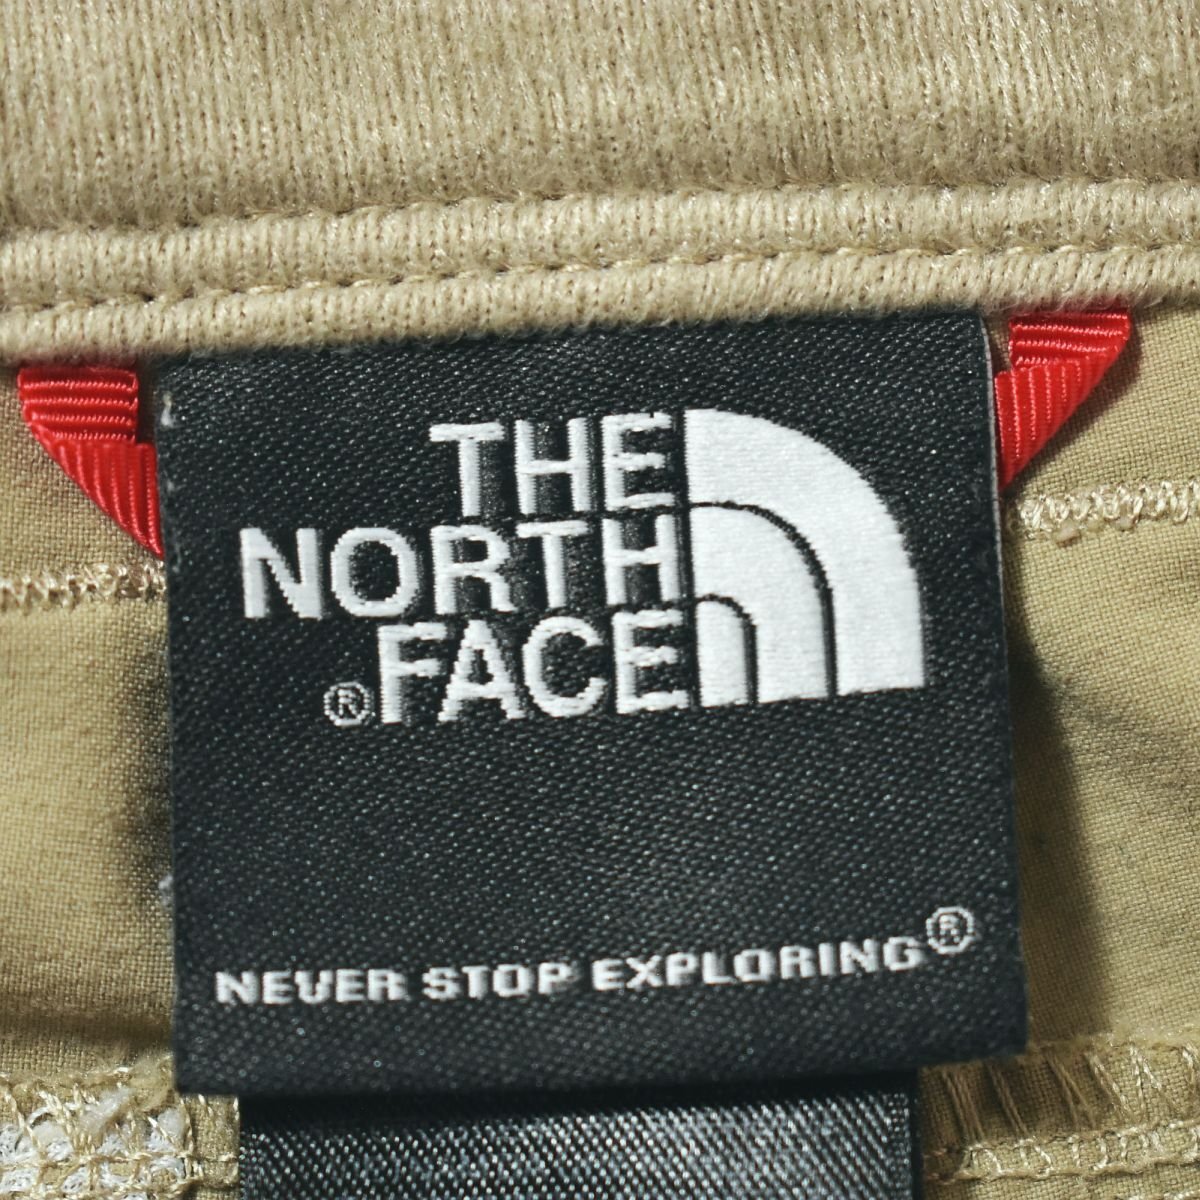 THE
NORTH
®FACE
NEVER STOP EXPLORING®